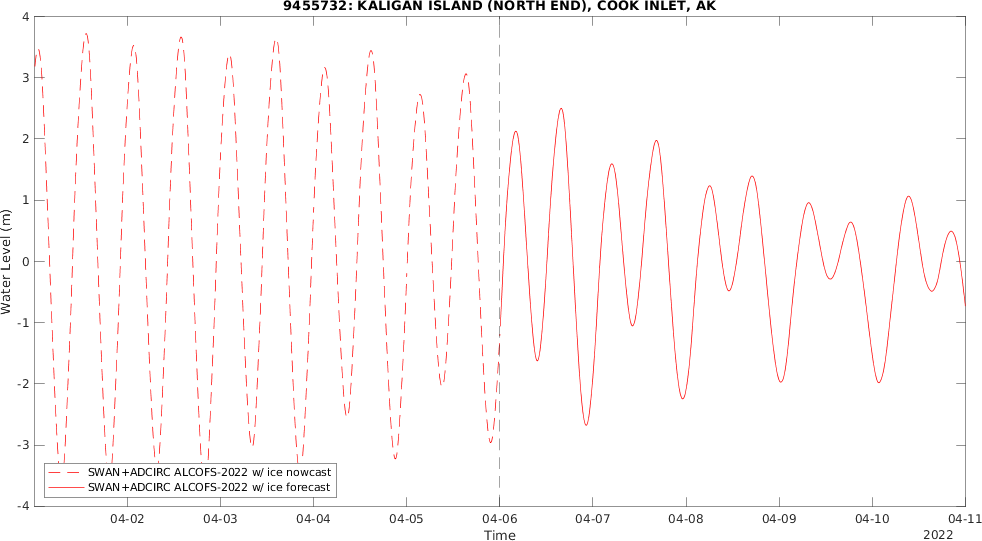 9455732: KALIGAN ISLAND (NORTH END), COOK INLET, AK
4
3
2
1
0
-1
-2
-3
-4
Water Level (m)
SWAN+ADCIRC ALCOFS-2022 w/ ice nowcast
SWAN+ADCIRC ALCOFS-2022 w/ ice forecast
04-02 04-03 04-04 04-05 04-06 04-07 04-08 04-09 04-10 04-11
Time
2022